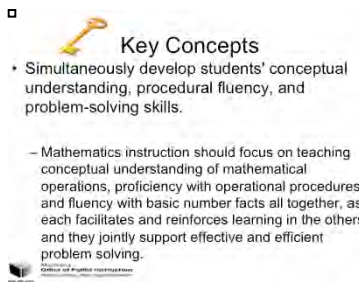 Key Concepts
• Simultaneously develop students' conceptual
understanding, procedural fluency, and
problem-solving skills.
– Mathematics instruction should focus on teaching
conceptual understanding of mathematical
operations, proficiency with operational procedures
and fluency with basic number facts all together, as
each facilitates and reinforces learning in the others
and they jointly support effective and efficient
problem solving.
Office of Public Instruction